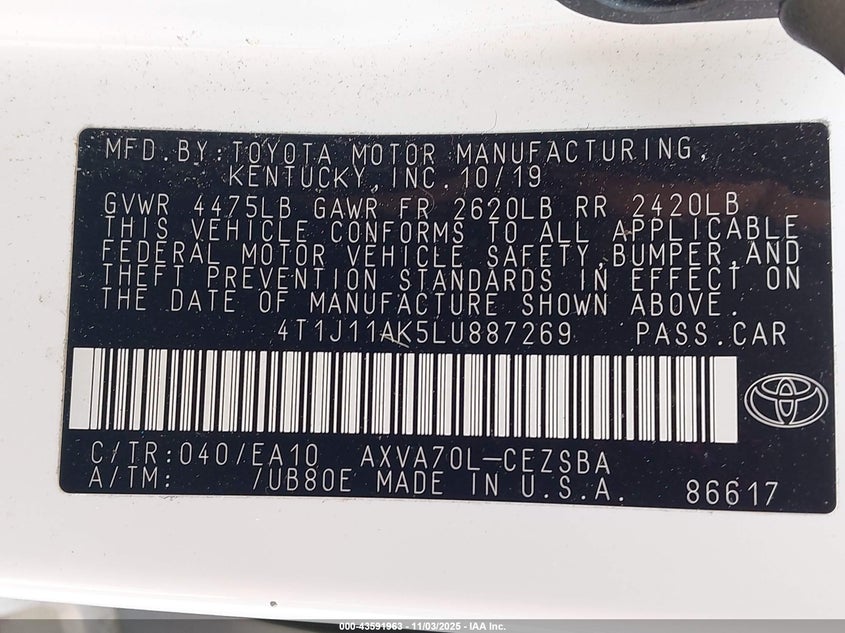 MFD.BY:TOYOTA MOTOR MANUFACTURING,
KENTUCKY,INC.10/19
GVWR 4475LB GAWR FR 2620LB RR 2420LB
THIS VEHICLE CONFORMS TO ALL APPLICABLE
FEDERAL MOTOR VEHICLE SAFETY,BUMPER,AND
THEFT PREVENTION STANDARDS IN EFFECT ON
THE DATE OF MANUFACTURE SHOWN ABOVE.
4T1J11AK5LU887269 PASS.CAR
C/TR:040/EA10 AXVA70L-CEZSBA
A/TM: /UB80E MADE IN U.S.A. 86617
000-43591963 - 11/03/2025 - IAA Inc.